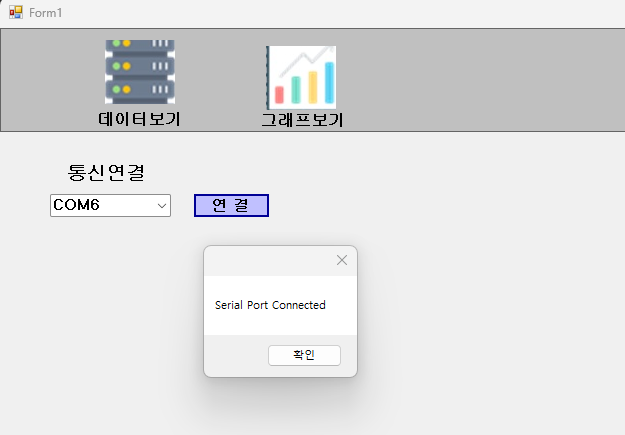 Form1
데이터보기
그래프보기
통신연결
COM6
연 결
Serial Port Connected
확인